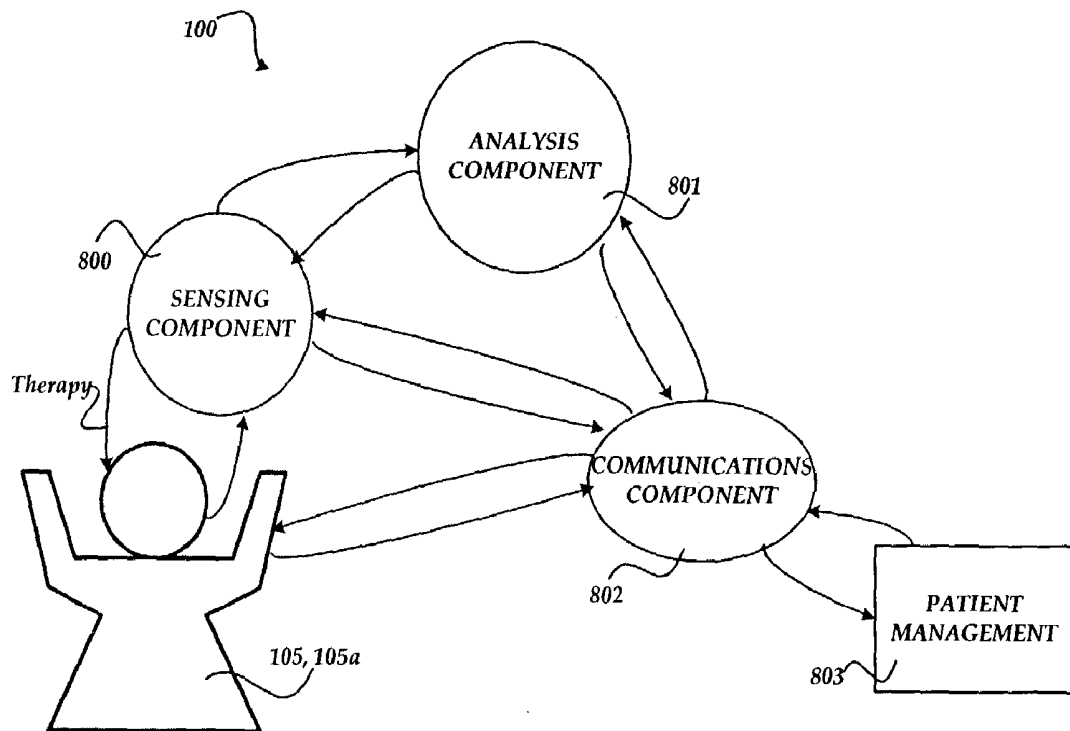 100
ANALYSIS
COMPONENT
801
800
SENSING
COMPONENT
Therapy
COMMUNICATIONS
COMPONENT
802
PATIENT
MANAGEMENT
803
105, 105a